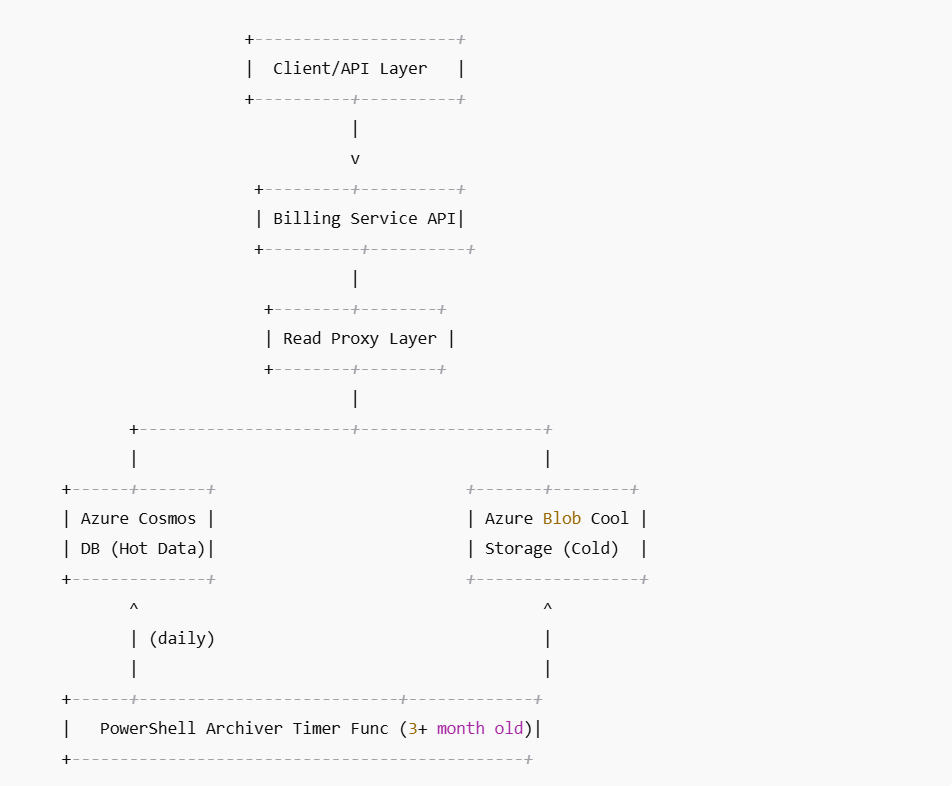 +---------------------+
|  Client/API Layer   |
+----------+----------+
|
v
+---------+----------+
| Billing Service API|
+-----------+----------+
|
+--------+--------+
| Read Proxy Layer |
+--------+--------+
|
+----------------------+--------------------+
|                                          |
+------+-------+                          +-------+--------+
| Azure Cosmos |                          | Azure Blob Cool |
| DB (Hot Data)|                          | Storage (Cold)  |
+--------------+                          +-----------------+
^                                          ^
| (daily)                                  |
|                                          |
+------+---------------------------+-------------+
|   PowerShell Archiver Timer Func (3+ month old)|
+-----------------------------------------------+